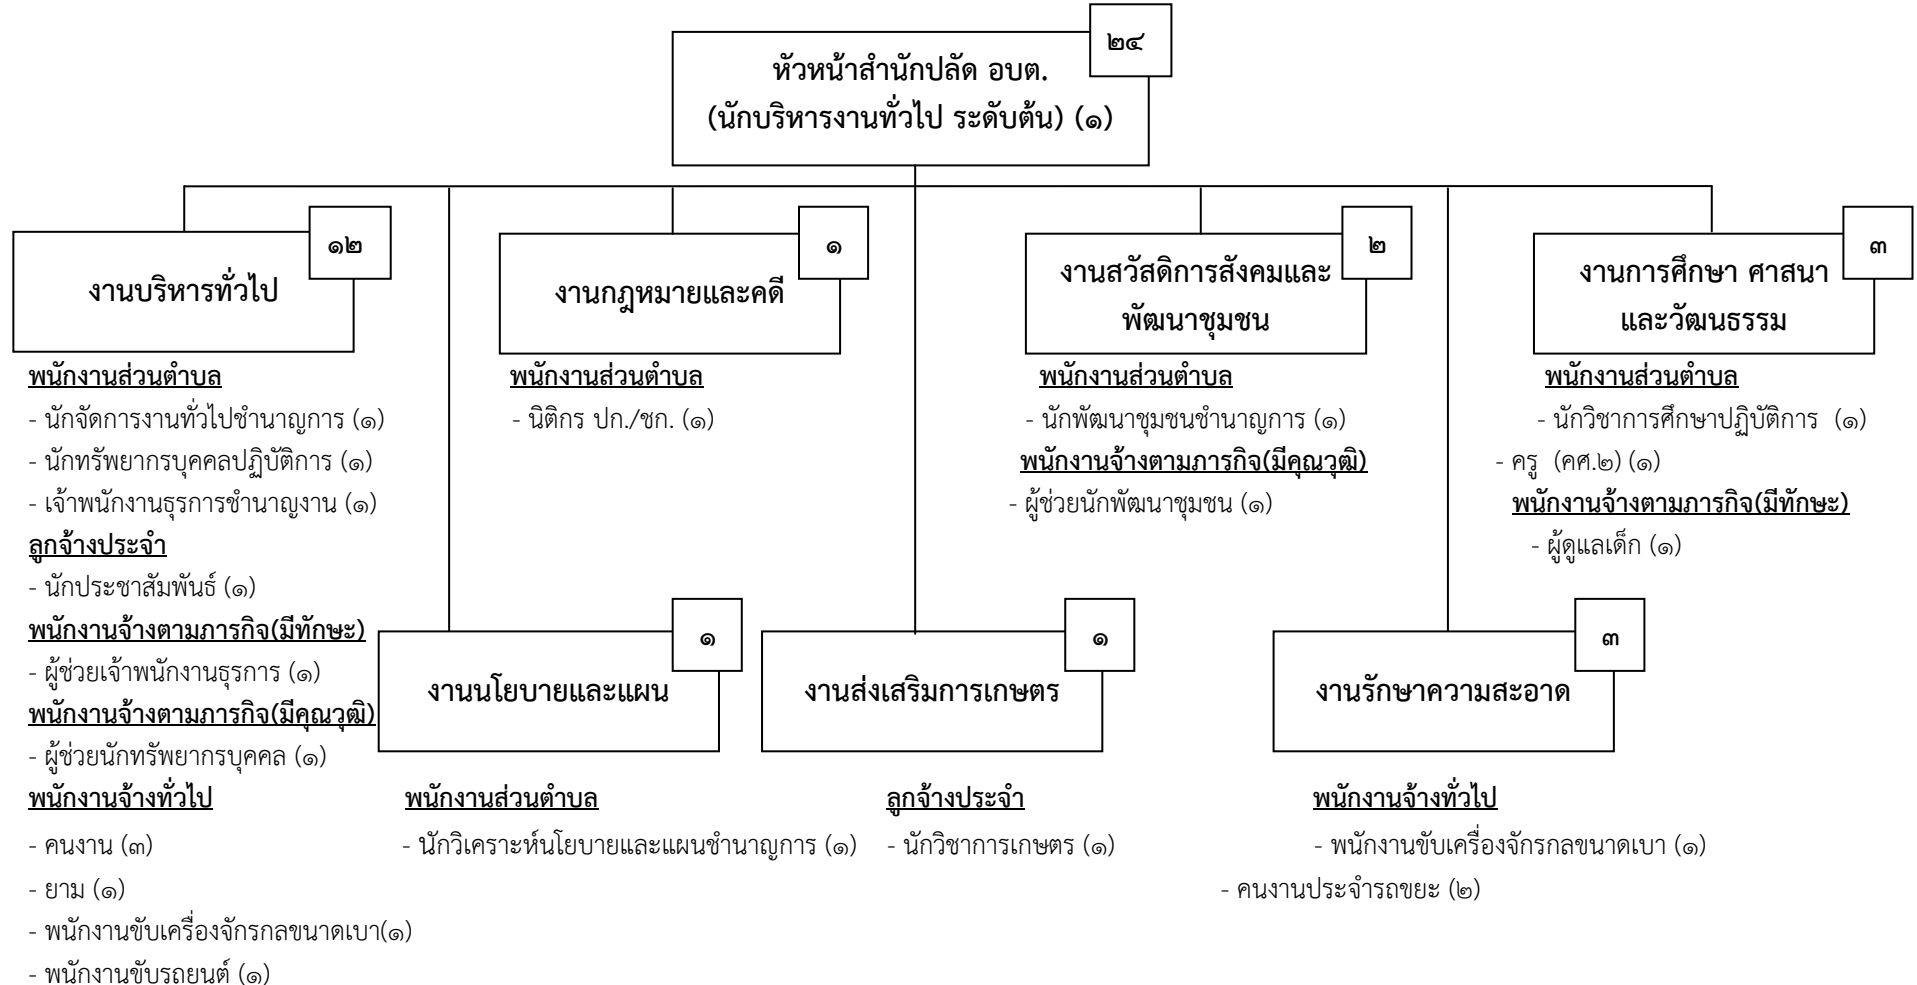 ๒๔
หัวหน้าสำนักปลัด อบต.
(นักบริหารงานทั่วไป ระดับต้น) (๑)
๑๒
งานบริหารทั่วไป
พนักงานส่วนตำบล
- นักจัดการงานทั่วไปชำนาญการ (๑)
- นักทรัพยากรบุคคลปฏิบัติการ (๑)
- เจ้าพนักงานธุรการชำนาญงาน (๑)
ลูกจ้างประจำ
- นักประชาสัมพันธ์ (๑)
พนักงานจ้างตามภารกิจ(มีทักษะ)
- ผู้ช่วยเจ้าพนักงานธุรการ (๑)
พนักงานจ้างตามภารกิจ(มีคุณวุฒิ)
- ผู้ช่วยนักทรัพยากรบุคคล (๑)
พนักงานจ้างทั่วไป
- คนงาน (๓)
- ยาม (๑)
- พนักงานขับเครื่องจักรกลขนาดเบา(๑)
- พนักงานขับรถยนต์ (๑)
๑
งานกฎหมายและคดี
พนักงานส่วนตำบล
- นิติกร ปก./ชก. (๑)
๒
งานสวัสดิการสังคมและ
พัฒนาชุมชน
พนักงานส่วนตำบล
- นักพัฒนาชุมชนชำนาญการ (๑)
พนักงานจ้างตามภารกิจ(มีคุณวุฒิ)
- ผู้ช่วยนักพัฒนาชุมชน (๑)
๓
งานการศึกษา ศาสนา
และวัฒนธรรม
พนักงานส่วนตำบล
- นักวิชาการศึกษาปฏิบัติการ (๑)
- ครู (คศ.๒) (๑)
พนักงานจ้างตามภารกิจ(มีทักษะ)
- ผู้ดูแลเด็ก (๑)
๑
งานนโยบายและแผน
พนักงานส่วนตำบล
- นักวิเคราะห์นโยบายและแผนชำนาญการ (๑)
๑
งานส่งเสริมการเกษตร
ลูกจ้างประจำ
- นักวิชาการเกษตร (๑)
๓
งานรักษาความสะอาด
พนักงานจ้างทั่วไป
- พนักงานขับเครื่องจักรกลขนาดเบา (๑)
- คนงานประจำรถขยะ (๒)